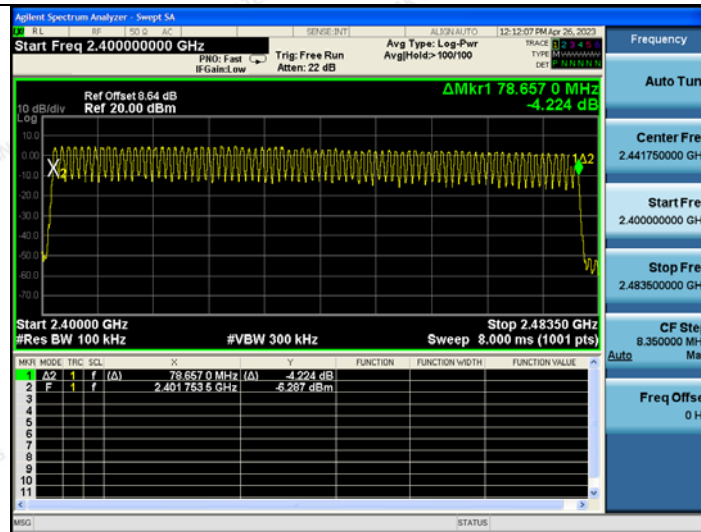 Agilent Spectrum Analyzer - Swept SA
RL RF 50 Ω AC SENSE:INT ALIGN AUTO 12:12:07 PM Apr 26, 2023
Start Freq 2.400000000 GHz
PNO: Fast
IFGain:Low
Trig: Free Run
Atten: 22 dB
Avg Type: Log-Pwr
Avg|Hold:>100/100
TRACE 1 2 3 4 5 6
TYPE M
DET P N N N N N
Ref Offset 8.64 dB
Ref 20.00 dBm
10 dB/div
Log
ΔMkr1 78.657 0 MHz
-4.224 dB
10.0
0.00
-10.0
-20.0
-30.0
-40.0
-50.0
-60.0
-70.0
X2
1Δ2
Start 2.40000 GHz
Stop 2.48350 GHz
#Res BW 100 kHz
#VBW 300 kHz
Sweep 8.000 ms (1001 pts)
MKR MODE TRC SCL X Y FUNCTION FUNCTION WIDTH FUNCTION VALUE
1 Δ2 1 f (Δ) 78.657 0 MHz (Δ) -4.224 dB
2 F 1 f 2.401 753 5 GHz -6.287 dBm
3
4
5
6
7
8
9
10
11
MSG
STATUS
Frequency
Auto Tun
Center Fre
2.441750000 GH
Start Fre
2.400000000 GH
Stop Fre
2.483500000 GH
CF Ste
8.350000 MH
Auto Ma
Freq Offse
0 H